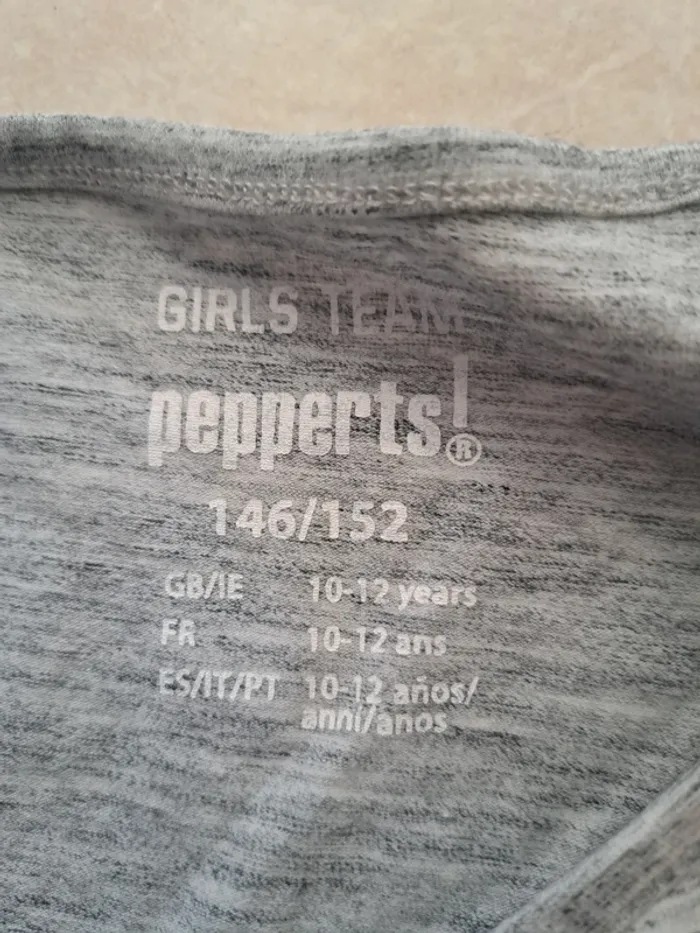 GIRLS TEAM
pepperts!®
146/152
GB/IE 10-12 years
FR 10-12 ans
ES/IT/PT 10-12 años/
anni/anos